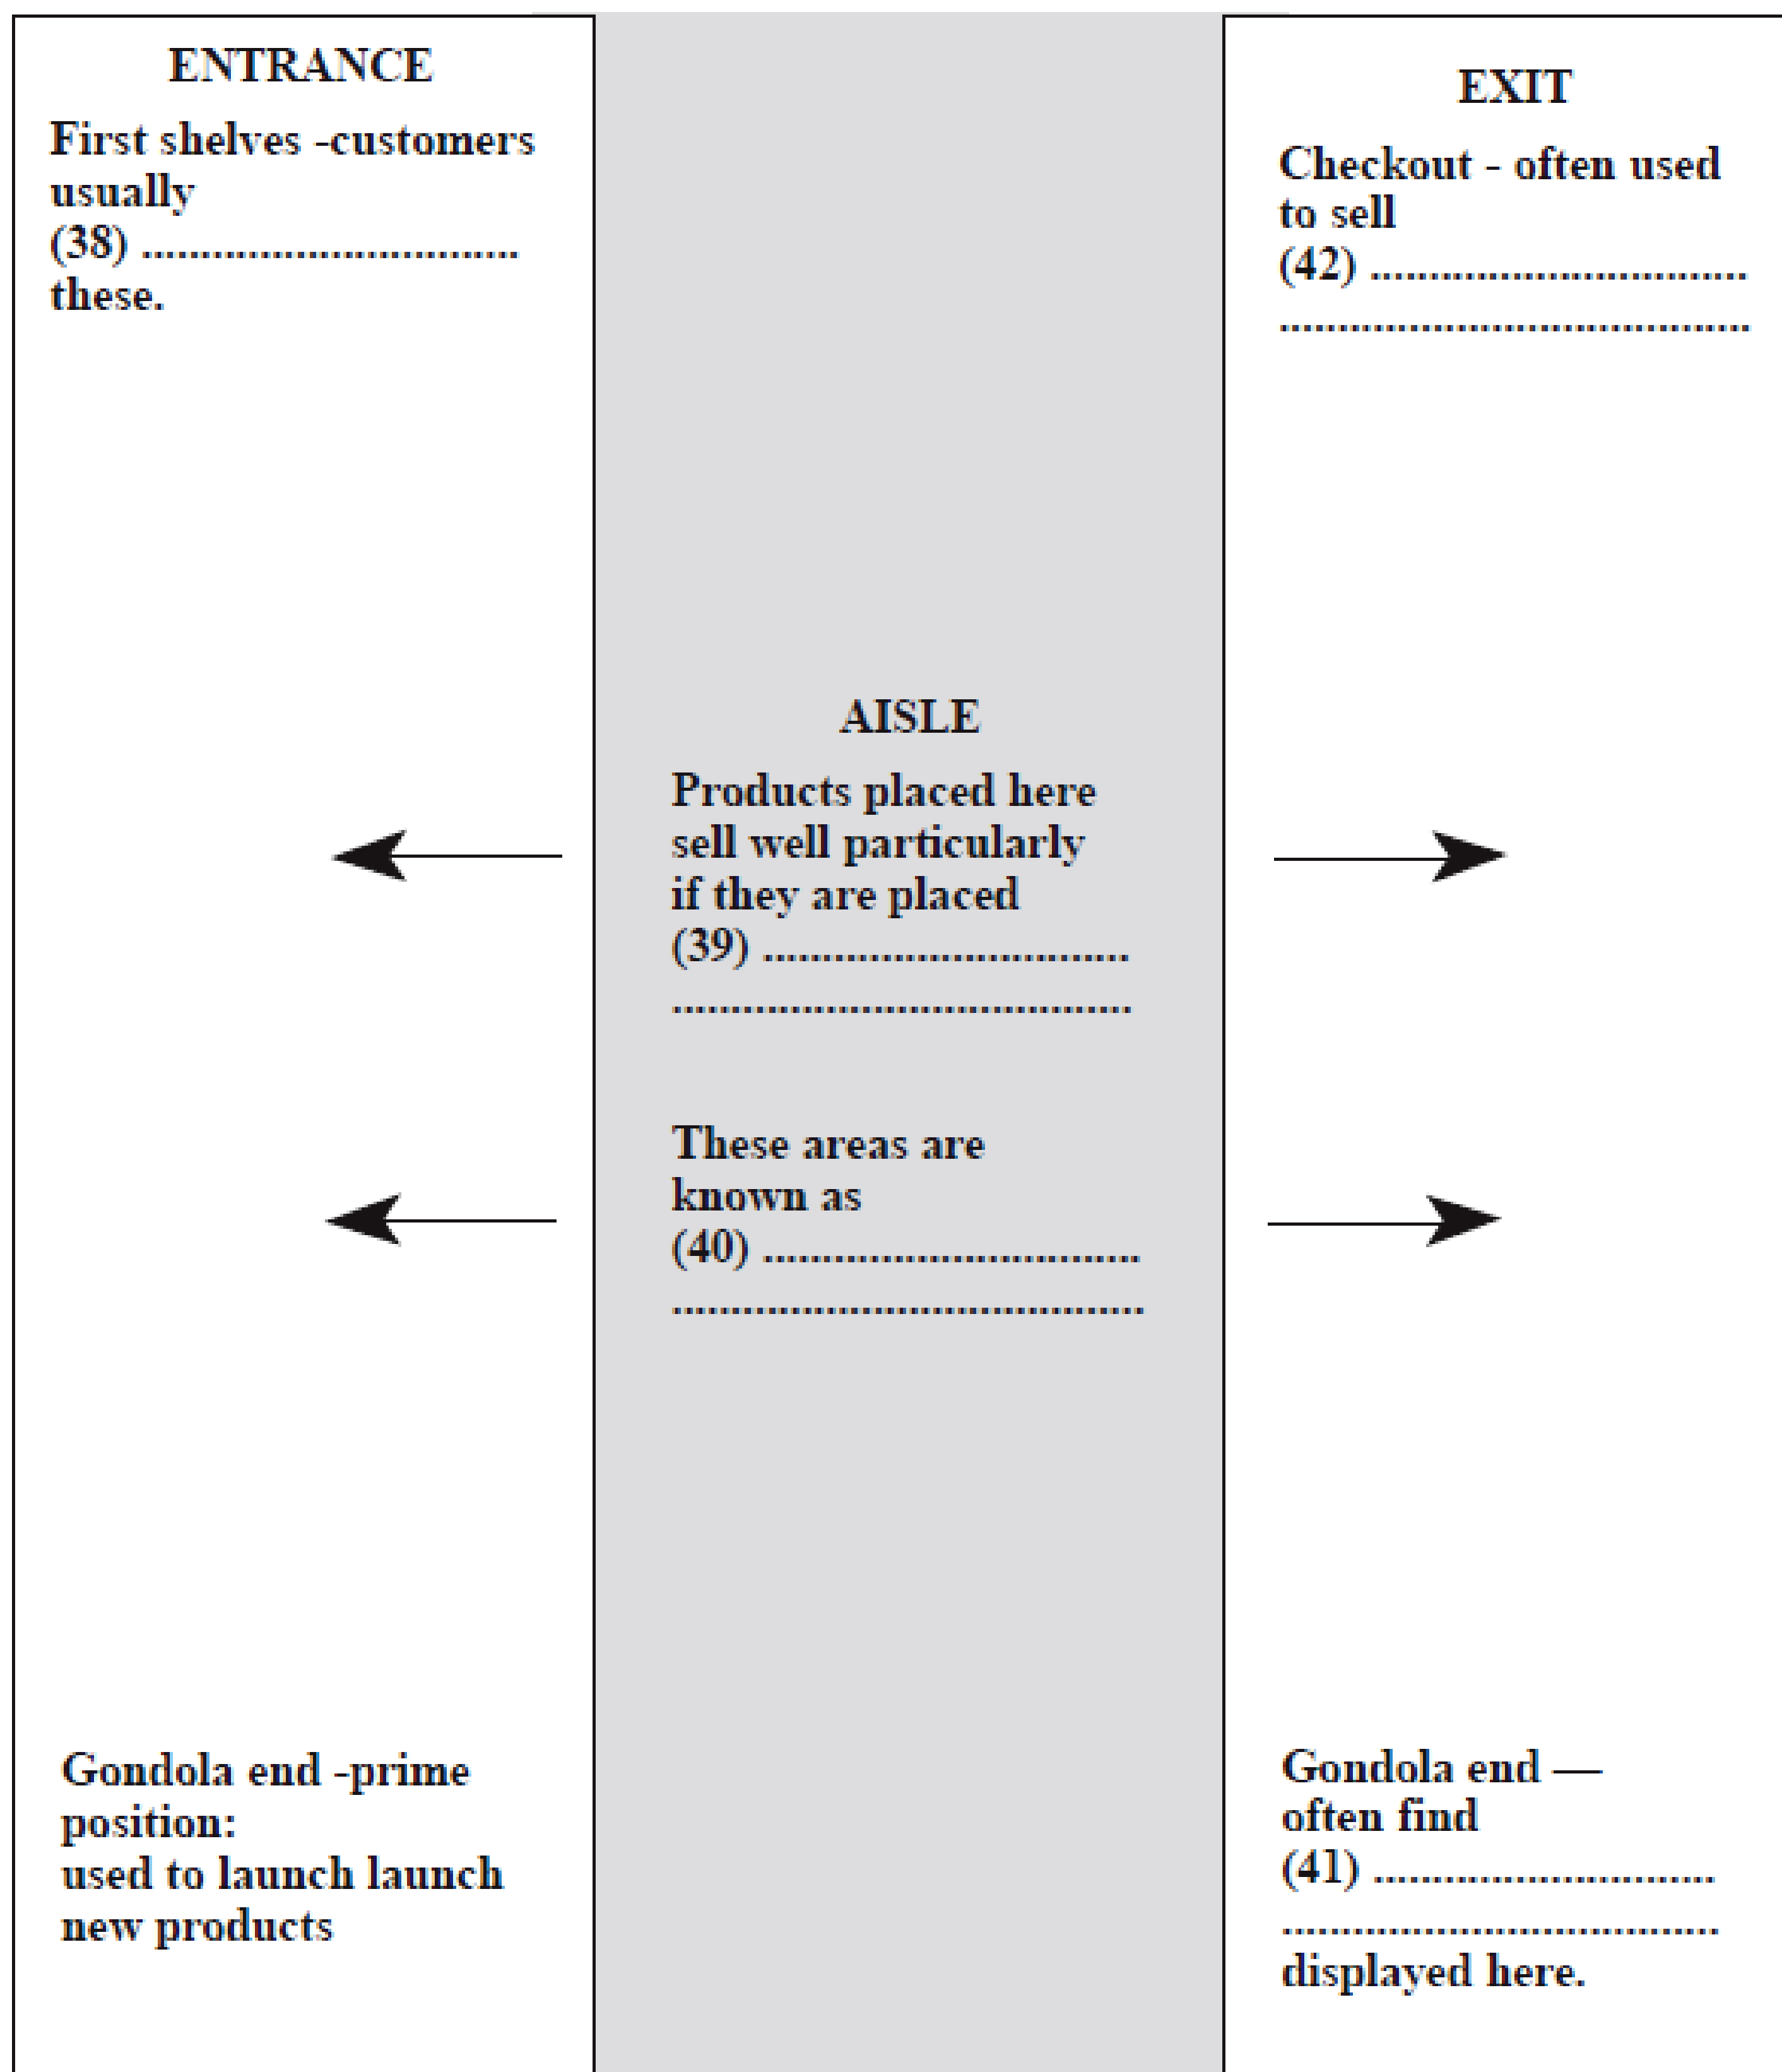 ENTRANCE
First shelves -customers
usually
(38) ................................
these.
Gondola end -prime
position:
used to launch launch
new products
AISLE
Products placed here
sell well particularly
if they are placed
(39) ...............................
.......................................
These areas are
known as
(40) ................................
........................................
EXIT
Checkout - often used
to sell
(42) ................................
........................................
Gondola end —
often find
(41) .............................
.....................................
displayed here.